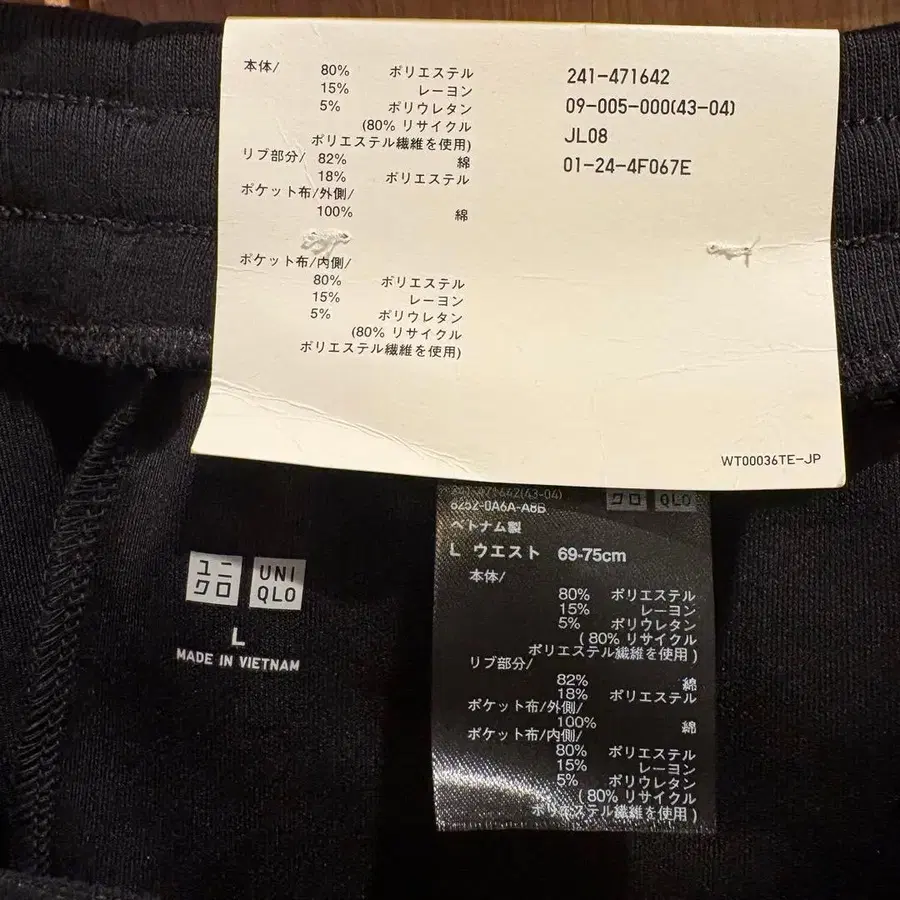 本体/ 80% ポリエステル
15% レーヨン
5% ポリウレタン
(80% リサイクル
ポリエステル繊維を使用)
リブ部分/ 82% 綿
18% ポリエステル
ポケット布/外側/
100% 綿
ポケット布/内側/
80% ポリエステル
15% レーヨン
5% ポリウレタン
(80% リサイクル
ポリエステル繊維を使用)
241-471642
09-005-000(43-04)
JL08
01-24-4F067E
WT00036TE-JP
ユニ
クロ
UNI
QLO
L
MADE IN VIETNAM
クロ QLO
6252-0A6A-A8B
ベトナム製
L ウエスト 69-75cm
本体/
80% ポリエステル
15% レーヨン
5% ポリウレタン
(80% リサイクル
ポリエステル繊維を使用)
リブ部分/
82% 綿
18% ポリエステル
ポケット布/外側/
100% 綿
ポケット布/内側/
80% ポリエステル
15% レーヨン
5% ポリウレタン
(80% リサイクル
ポリエステル繊維を使用)